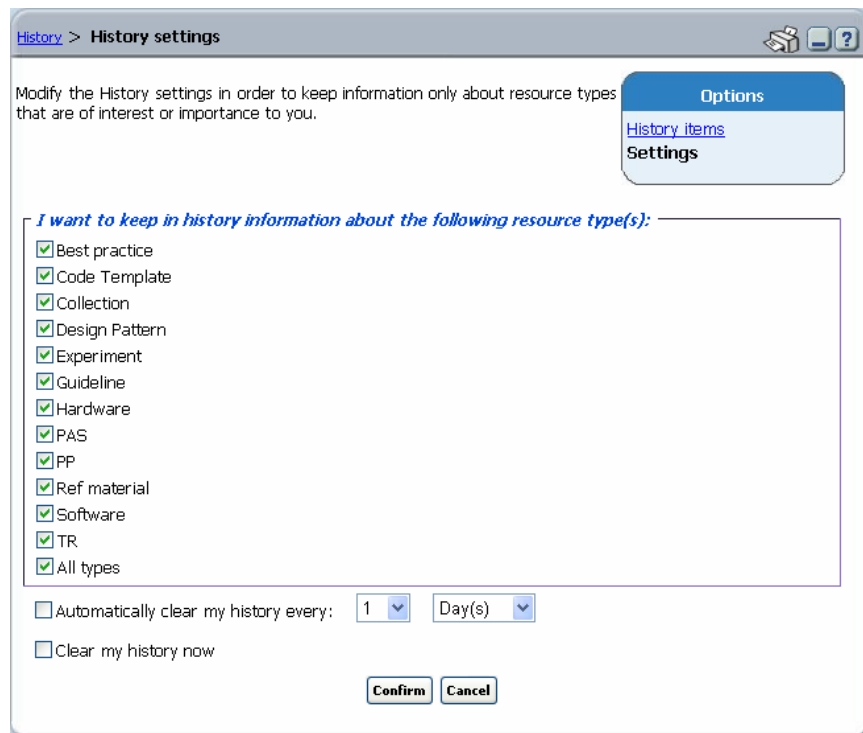 History > History settings
?
Modify the History settings in order to keep information only about resource types
that are of interest or importance to you.
Options
History items
Settings
I want to keep in history information about the following resource type(s):
Best practice
Code Template
Collection
Design Pattern
Experiment
Guideline
Hardware
PAS
PP
Ref material
Software
TR
All types
Automatically clear my history every: 1 Day(s)
Clear my history now
Confirm Cancel